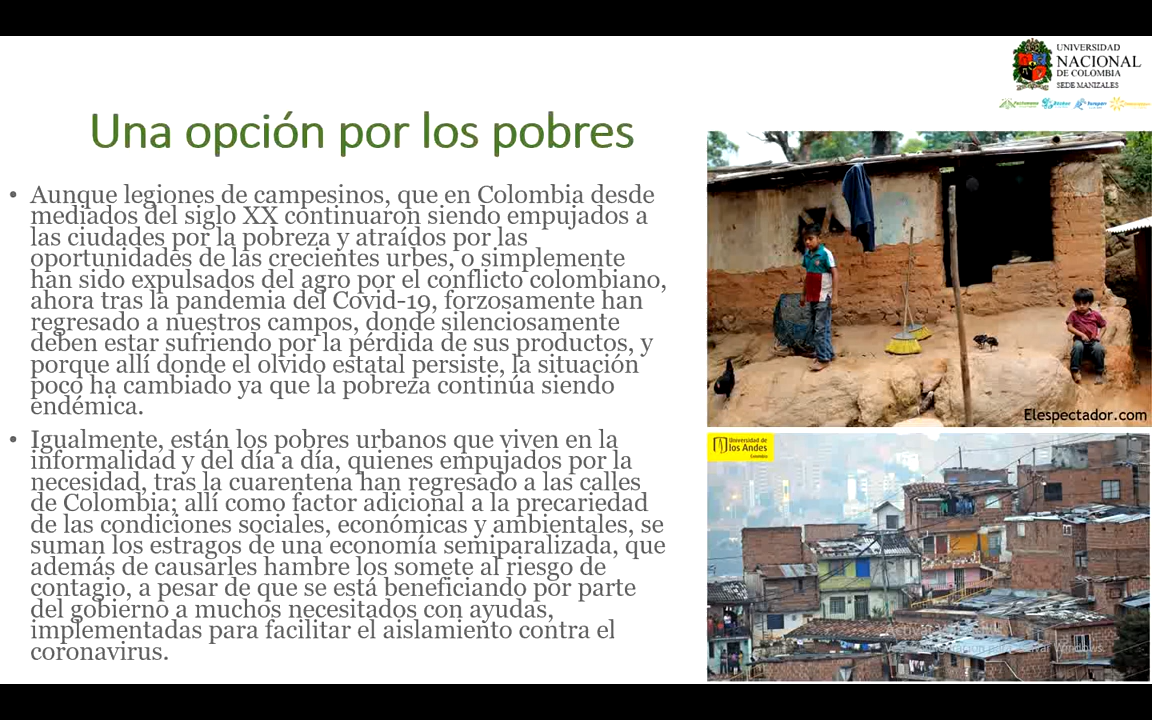 UNIVERSIDAD
NACIONAL
DE COLOMBIA
SEDE MANIZALES
Una opción por los pobres
• Aunque legiones de campesinos, que en Colombia desde
mediados del siglo XX continuaron siendo empujados a
las ciudades por la pobreza y atraídos por las
oportunidades de las crecientes urbes, o simplemente
han sido expulsados del agro por el conflicto colombiano,
ahora tras la pandemia del Covid-19, forzosamente han
regresado a nuestros campos, donde silenciosamente
deben estar sufriendo por la pérdida de sus productos, y
porque allí donde el olvido estatal persiste, la situación
poco ha cambiado ya que la pobreza continúa siendo
endémica.
• Igualmente, están los pobres urbanos que viven en la
informalidad y del día a día, quienes empujados por la
necesidad, tras la cuarentena han regresado a las calles
de Colombia; allí como factor adicional a la precariedad
de las condiciones sociales, económicas y ambientales, se
suman los estragos de una economía semiparalizada, que
además de causarles hambre los somete al riesgo de
contagio, a pesar de que se está beneficiando por parte
del gobierno a muchos necesitados con ayudas,
implementadas para facilitar el aislamiento contra el
coronavirus.
Elespectador.com
Universidad de
los Andes
Colombia